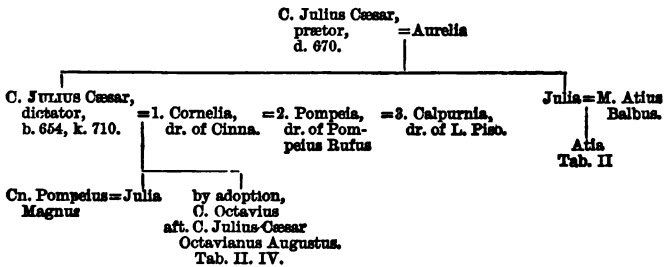 C. Julius Cæsar,
prætor, =Aurelia
d. 670.
C. JULIUS Cæsar, Julia=M. Atius
dictator, =1. Cornelia, =2. Pompeia, =3. Calpurnia, Balbus.
b. 654, k. 710. dr. of Cinna. dr. of Pom- dr. of L. Piso.
peius Rufus
Atia
Tab. II
Cn. Pompeius=Julia by adoption,
Magnus C. Octavius
aft. C. Julius Cæsar
Octavianus Augustus.
Tab. II. IV.